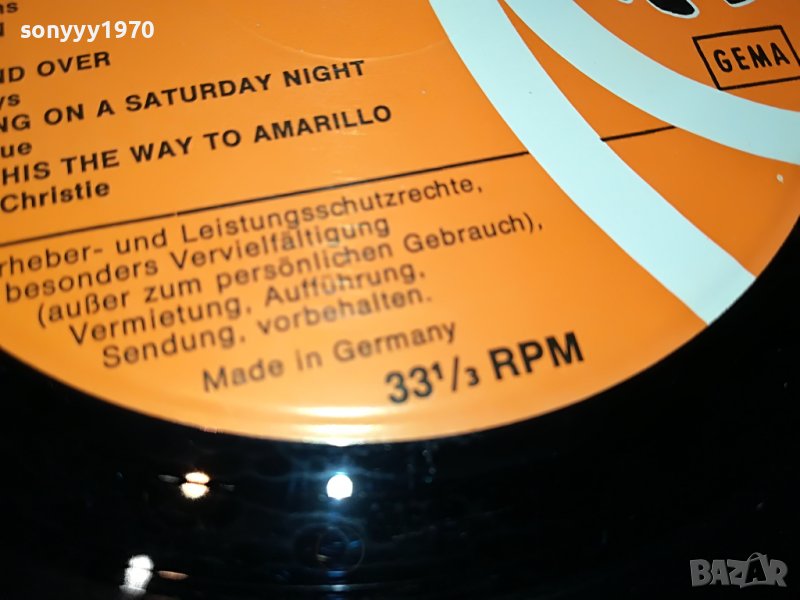 sonyyy1970
ns
N
ND OVER
ys
NG ON A SATURDAY NIGHT
ue
HIS THE WAY TO AMARILLO
Christie
GEMA
rheber- und Leistungsschutzrechte,
besonders Vervielfältigung
(außer zum persönlichen Gebrauch),
Vermietung, Aufführung,
Sendung, vorbehalten.
Made in Germany
33¹/₃ RPM
BAZAR